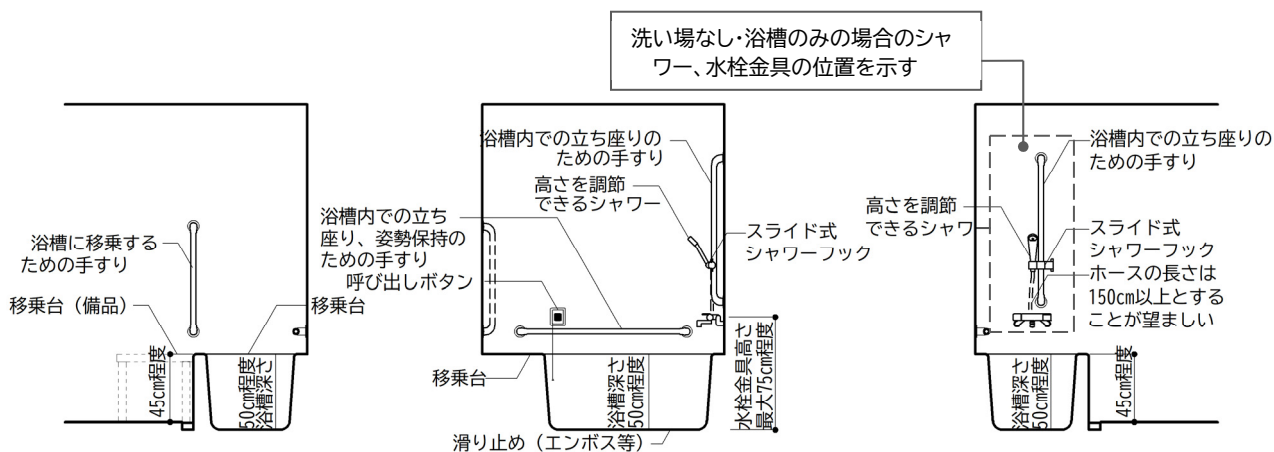 洗い場なし・浴槽のみの場合のシャ
ワー、水栓金具の位置を示す
浴槽に移乗する
ための手すり
移乗台（備品）
移乗台
45cm程度
浴槽深さ
50cm程度
浴槽内での立ち座りの
ための手すり
高さを調節
できるシャワー
浴槽内での立ち
座り、姿勢保持の
ための手すり
呼び出しボタン
スライド式
シャワーフック
移乗台
浴槽深さ
50cm程度
水栓金具高さ
最大75cm程度
滑り止め（エンボス等）
浴槽内での立ち座りの
ための手すり
高さを調節
できるシャワ
スライド式
シャワーフック
ホースの長さは
150cm以上とする
ことが望ましい
浴槽深さ
50cm程度
45cm程度